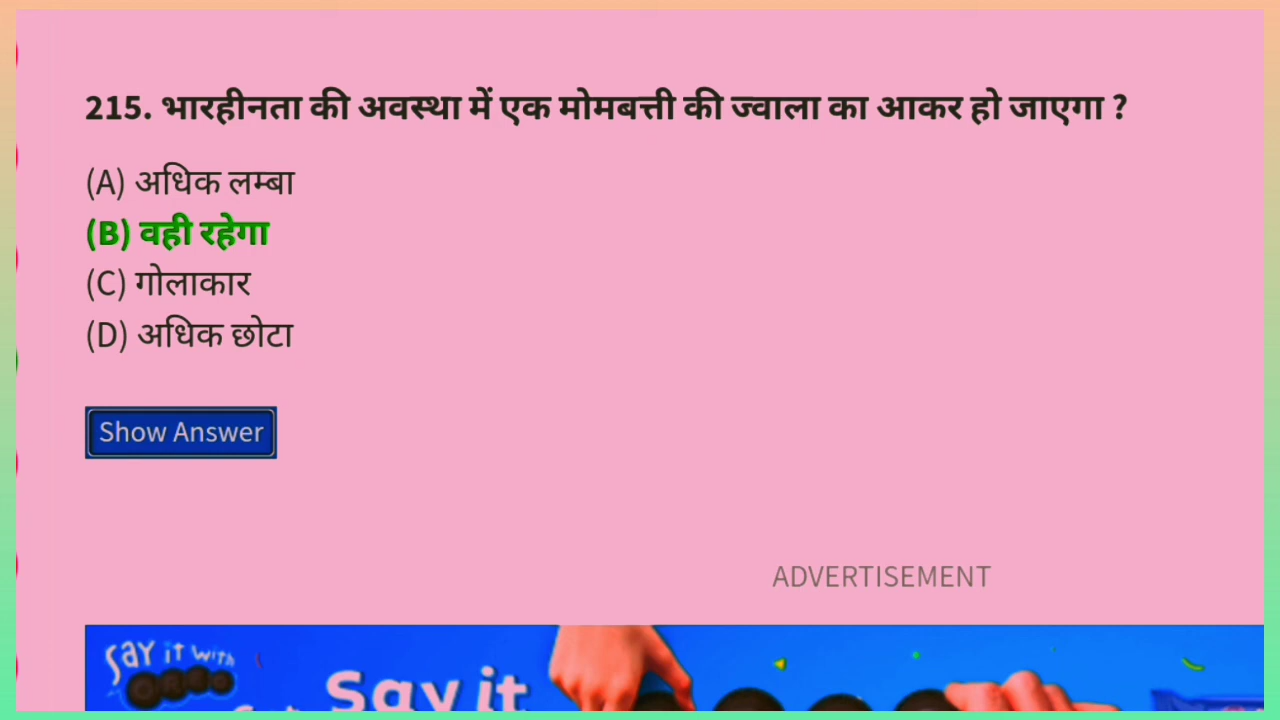 215. भारहीनता की अवस्था में एक मोमबत्ती की ज्वाला का आकर हो जाएगा ?
(A) अधिक लम्बा
(B) वही रहेगा
(C) गोलाकार
(D) अधिक छोटा
Show Answer
ADVERTISEMENT
SAY iT WiTH
OREO
Say it